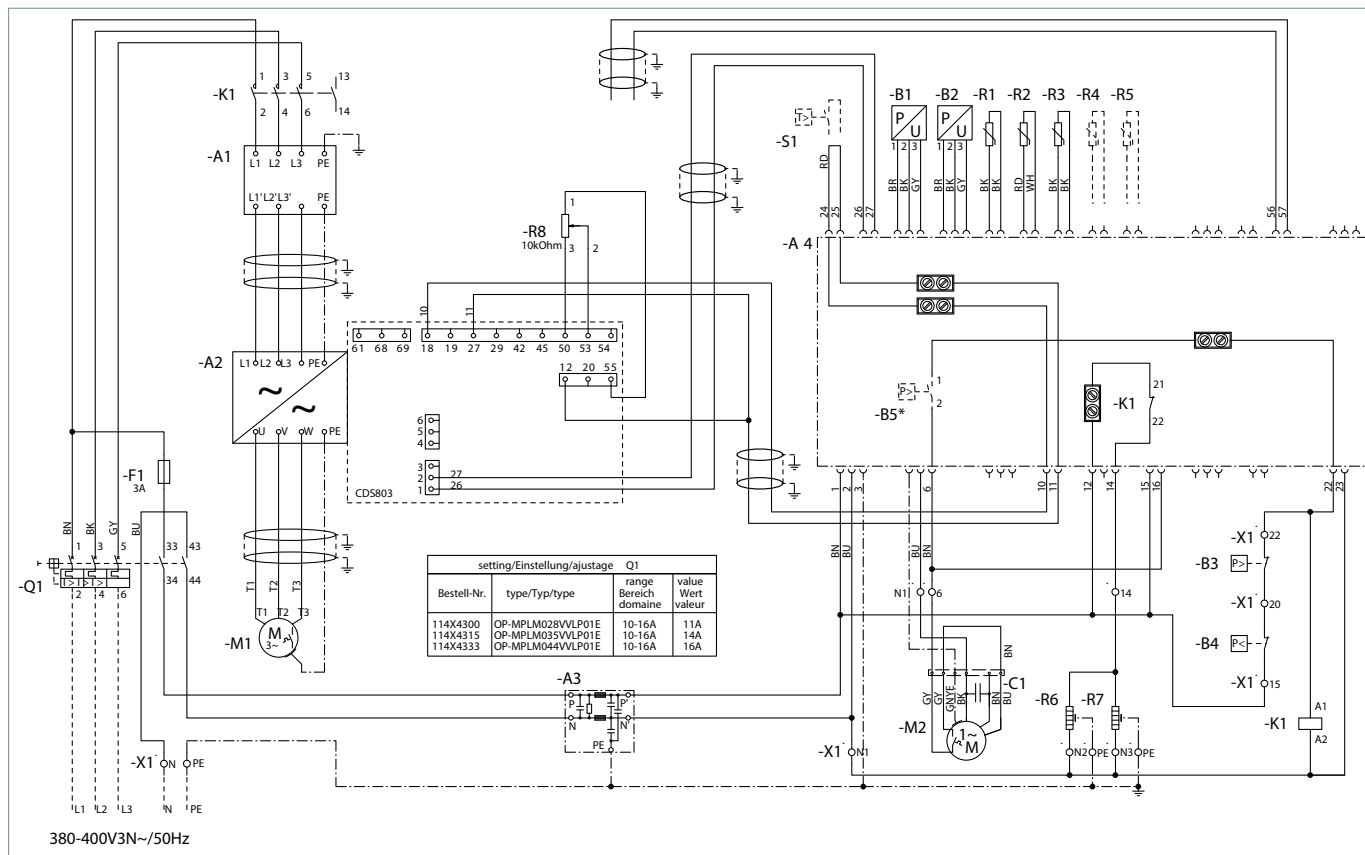 1 3 5 13
-K1
2 4 6 14
-A1
L1 L2 L3 PE
L1' L2' L3' PE
-A2
L1 L2 L3 PE
~
~
U V W PE
-F1
3A
BN BK GY BU
1 3 5 33 43
-Q1
I> I> I>
2 4 6 34 44
T1 T2 T3
T1 T2 T3
-M1
M
3~
-X1 N PE
L1 L2 L3 N PE
380-400V3N~/50Hz
1
-R8
10kOhm
3 2
10 11
61 68 69 18 19 27 29 42 45 50 53 54
12 20 55
6
5
4
3
2 27
1 26
CDS803
setting/Einstellung/ajustage Q1
Bestell-Nr. type/Typ/type range Bereich domaine value Wert valeur
114X4300 OP-MPLM028VVLP01E 10-16A 11A
114X4315 OP-MPLM035VVLP01E 10-16A 14A
114X4333 OP-MPLM044VVLP01E 10-16A 16A
-A3
P P'
N N'
PE
T>
-S1
RD
24 25 26 27
-B1 -B2 -R1 -R2 -R3 -R4 -R5
P U P U
1 2 3 1 2 3
BR BK GY BR BK GY BK BK RD WH BK BK
56 57
-A 4
P>
-B5*
1
2
-K1
21
22
1 2 3 6 10 11 12 14 15 16 22 23
BN BU BU BN
N1 6 14
BN
-C1
GY GY GNYE BK BN BU
-M2
1~
M
-X1 N1
-R6 -R7
N2 PE N3 PE
-X1 22
-B3
P>
-X1 20
-B4
P<
-X1 15
-K1
A1
A2